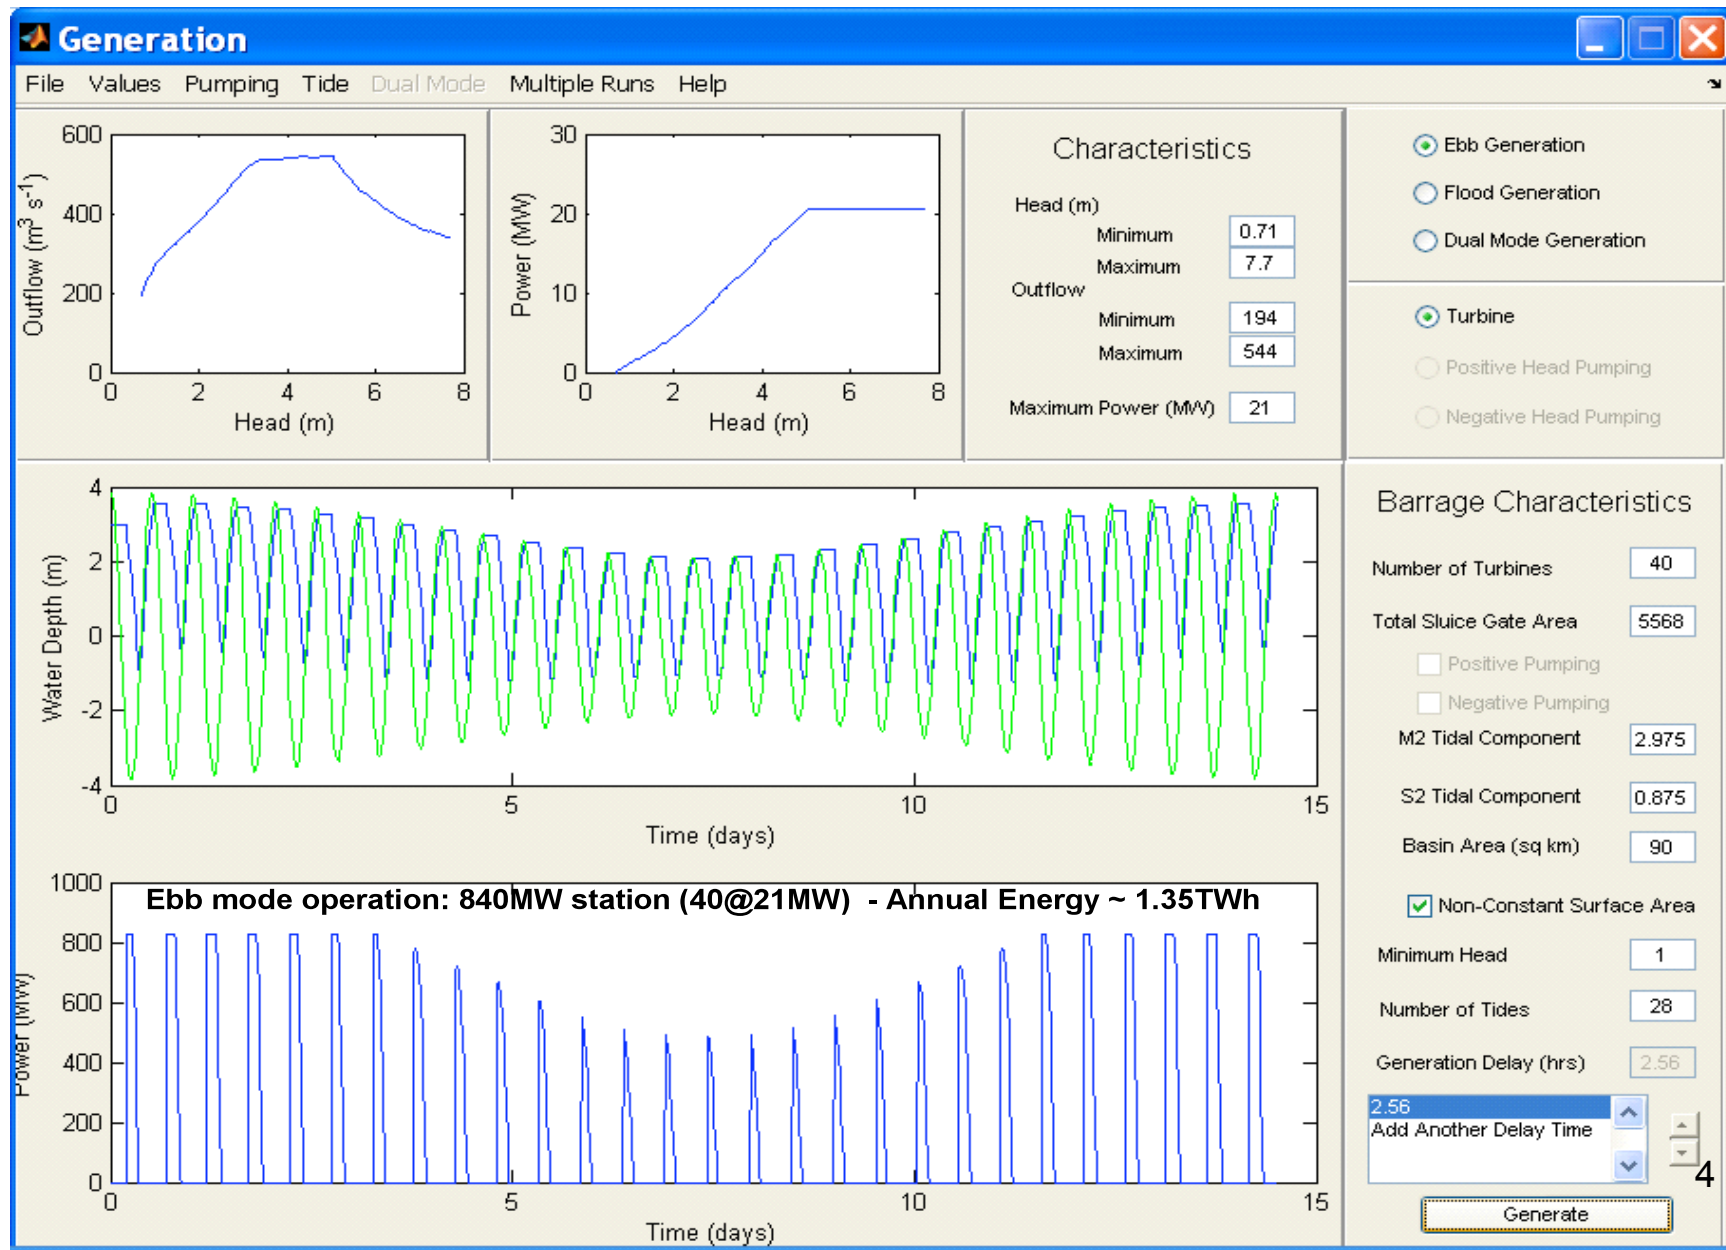 Generation
File Values Pumping Tide Dual Mode Multiple Runs Help
600
400
200
0
0 2 4 6 8
Outflow (m³ s⁻¹)
Head (m)
30
20
10
0
0 2 4 6 8
Power (MW)
Head (m)
Characteristics
Head (m)
Minimum 0.71
Maximum 7.7
Outflow
Minimum 194
Maximum 544
Maximum Power (MW) 21
Ebb Generation
Flood Generation
Dual Mode Generation
Turbine
Positive Head Pumping
Negative Head Pumping
4
2
0
-2
-4
0 5 10 15
Water Depth (m)
Time (days)
1000
800
600
400
200
0
0 5 10 15
Power (MW)
Time (days)
Ebb mode operation: 840MW station (40@21MW) - Annual Energy ~ 1.35TWh
Barrage Characteristics
Number of Turbines 40
Total Sluice Gate Area 5568
Positive Pumping
Negative Pumping
M2 Tidal Component 2.975
S2 Tidal Component 0.875
Basin Area (sq km) 90
Non-Constant Surface Area
Minimum Head 1
Number of Tides 28
Generation Delay (hrs) 2.56
2.56
Add Another Delay Time
4
Generate